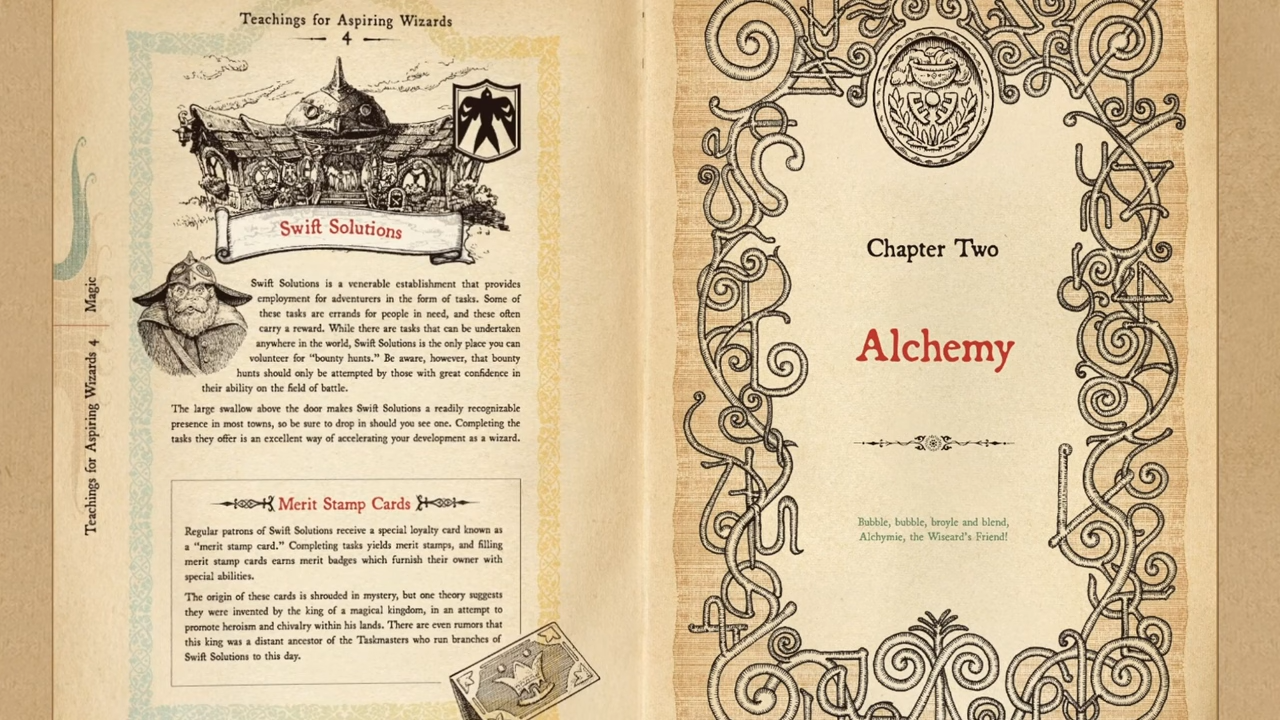 Teachings for Aspiring Wizards
4
Swift Solutions
Swift Solutions is a venerable establishment that provides
employment for adventurers in the form of tasks. Some of
these tasks are errands for people in need, and these often
carry a reward. While there are tasks that can be undertaken
anywhere in the world, Swift Solutions is the only place you can
volunteer for “bounty hunts.” Be aware, however, that bounty
hunts should only be attempted by those with great confidence in
their ability on the field of battle.
The large swallow above the door makes Swift Solutions a readily recognizable
presence in most towns, so be sure to drop in should you see one. Completing the
tasks they offer is an excellent way of accelerating your development as a wizard.
Merit Stamp Cards
Regular patrons of Swift Solutions receive a special loyalty card known as
a “merit stamp card.” Completing tasks yields merit stamps, and filling
merit stamp cards earns merit badges which furnish their owner with
special abilities.
The origin of these cards is shrouded in mystery, but one theory suggests
they were invented by the king of a magical kingdom, in an attempt to
promote heroism and chivalry within his lands. There are even rumors that
this king was a distant ancestor of the Taskmasters who run branches of
Swift Solutions to this day.
Teachings for Aspiring Wizards 4 Magic
Chapter Two
Alchemy
Bubble, bubble, broyle and blend,
Alchymie, the Wiseard's Friend!